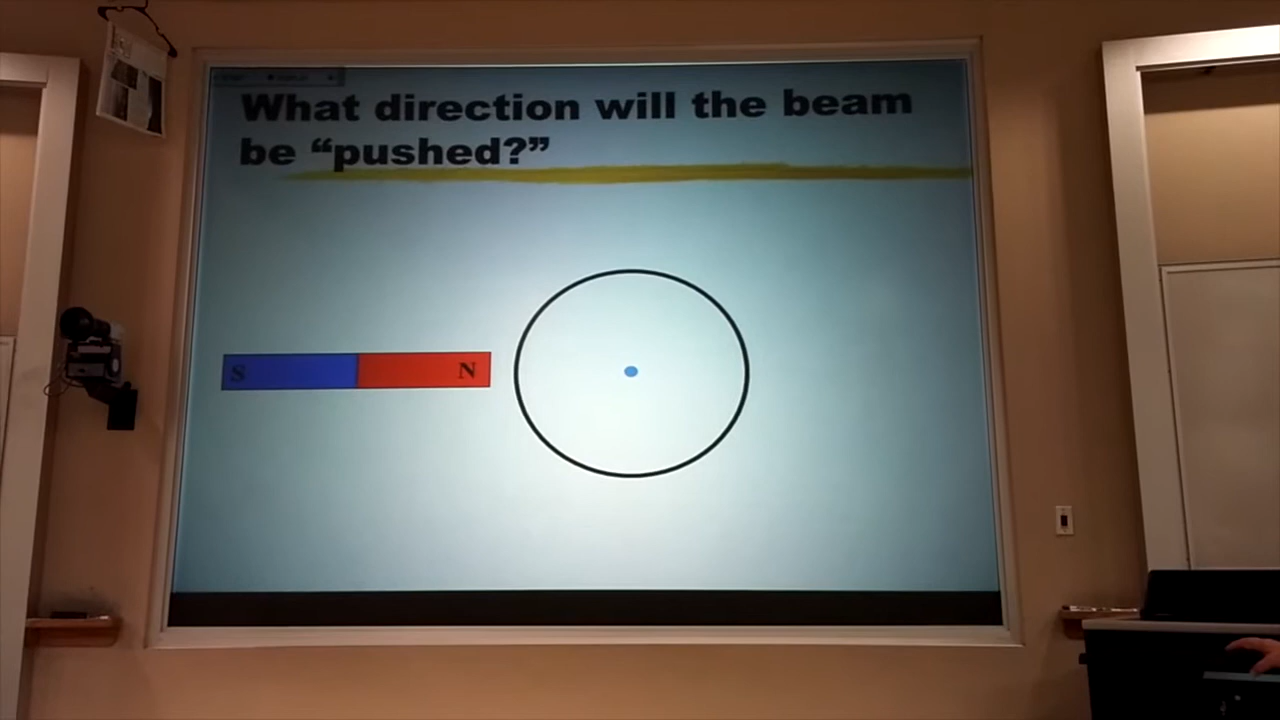 What direction will the beam
be “pushed?”
S N